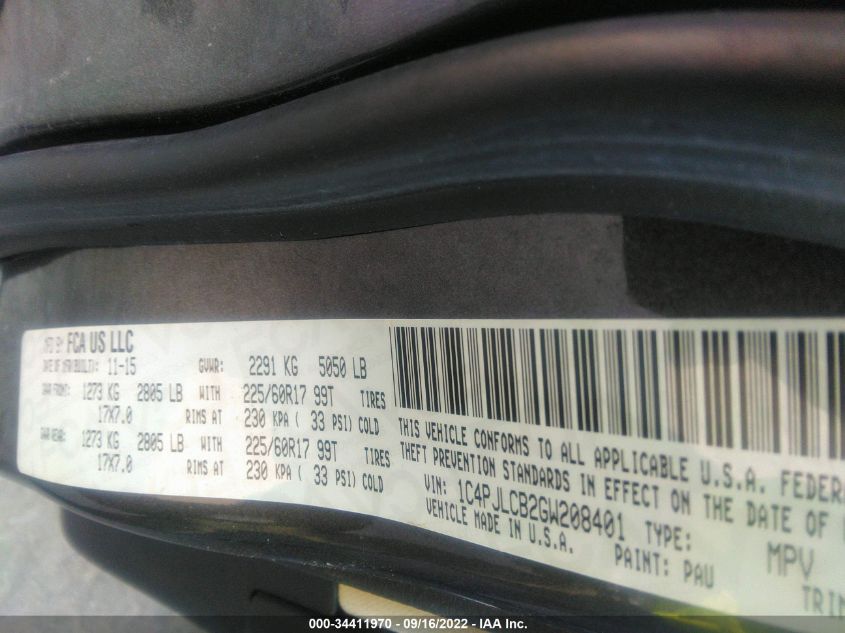 MFD BY FCA US LLC
DATE OF MFR(BUILT): 11-15 GVWR: 2291 KG 5050 LB
GAWR FRONT: 1273 KG 2805 LB WITH 225/60R17 99T TIRES
17X7.0 RIMS AT 230 KPA ( 33 PSI) COLD
GAWR REAR: 1273 KG 2805 LB WITH 225/60R17 99T TIRES
17X7.0 RIMS AT 230 KPA ( 33 PSI) COLD
THIS VEHICLE CONFORMS TO ALL APPLICABLE U.S.A. FEDER
THEFT PREVENTION STANDARDS IN EFFECT ON THE DATE OF
VIN: 1C4PJLCB2GW208401 TYPE: MPV
VEHICLE MADE IN U.S.A. PAINT: PAU TRIM
000-34411970 - 09/16/2022 - IAA Inc.